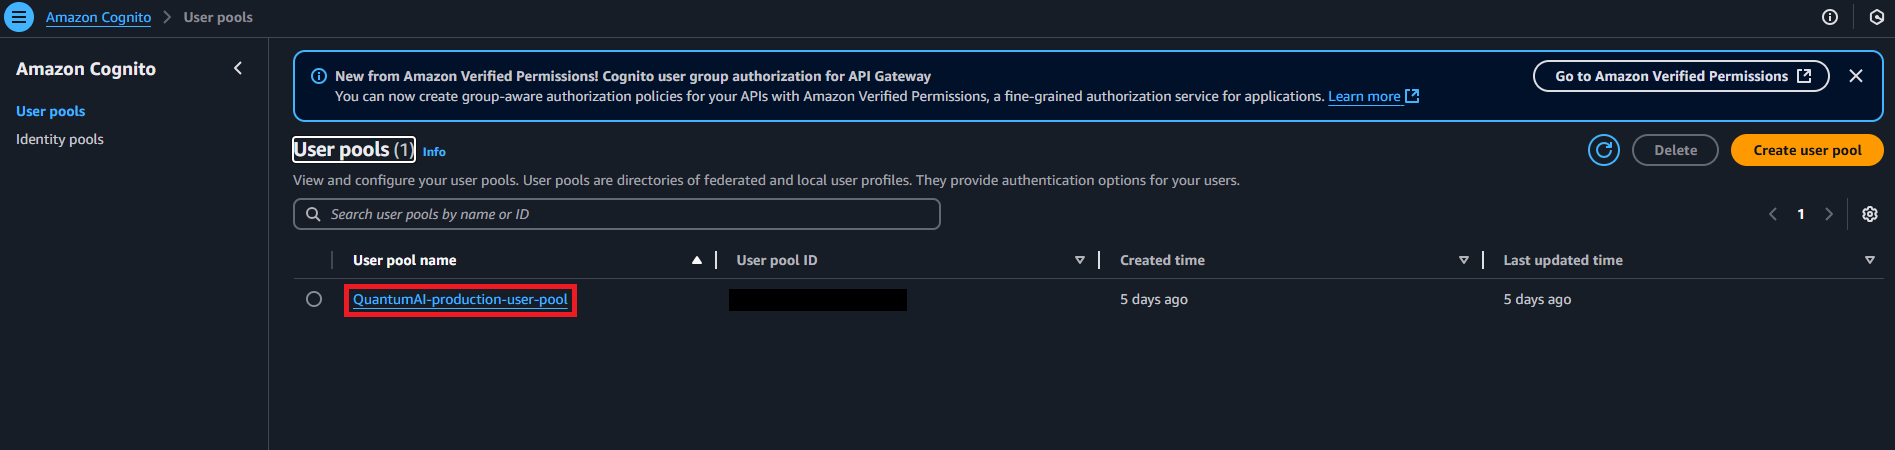 Amazon Cognito > User pools
Amazon Cognito
User pools
Identity pools
New from Amazon Verified Permissions! Cognito user group authorization for API Gateway
You can now create group-aware authorization policies for your APIs with Amazon Verified Permissions, a fine-grained authorization service for applications. Learn more
Go to Amazon Verified Permissions
User pools (1) Info
Delete
Create user pool
View and configure your user pools. User pools are directories of federated and local user profiles. They provide authentication options for your users.
Search user pools by name or ID
1
User pool name User pool ID Created time Last updated time
QuantumAI-production-user-pool 5 days ago 5 days ago